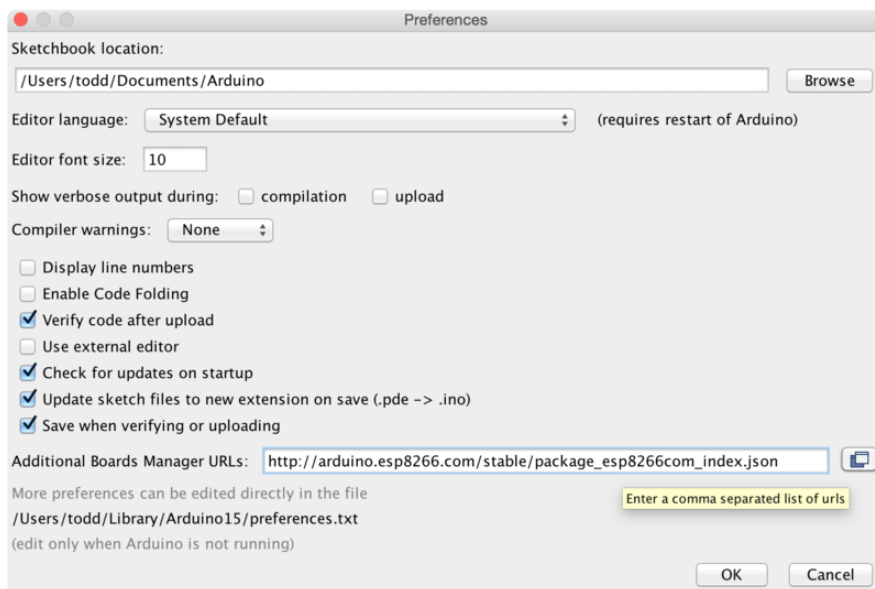 Preferences
Sketchbook location:
/Users/todd/Documents/Arduino Browse
Editor language: System Default (requires restart of Arduino)
Editor font size: 10
Show verbose output during: compilation upload
Compiler warnings: None
Display line numbers
Enable Code Folding
Verify code after upload
Use external editor
Check for updates on startup
Update sketch files to new extension on save (.pde -> .ino)
Save when verifying or uploading
Additional Boards Manager URLs: http://arduino.esp8266.com/stable/package_esp8266com_index.json
More preferences can be edited directly in the file
Enter a comma separated list of urls
/Users/todd/Library/Arduino15/preferences.txt
(edit only when Arduino is not running)
OK Cancel